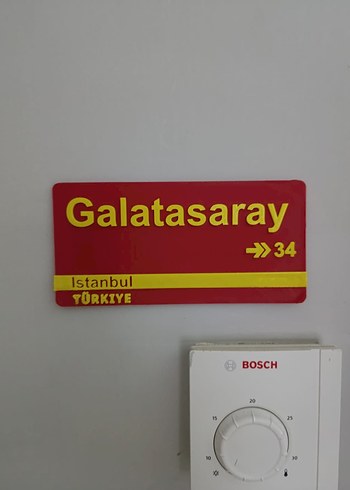 Galatasaray
34
Istanbul
TÜRKIYE
BOSCH
20
15 25
10 30